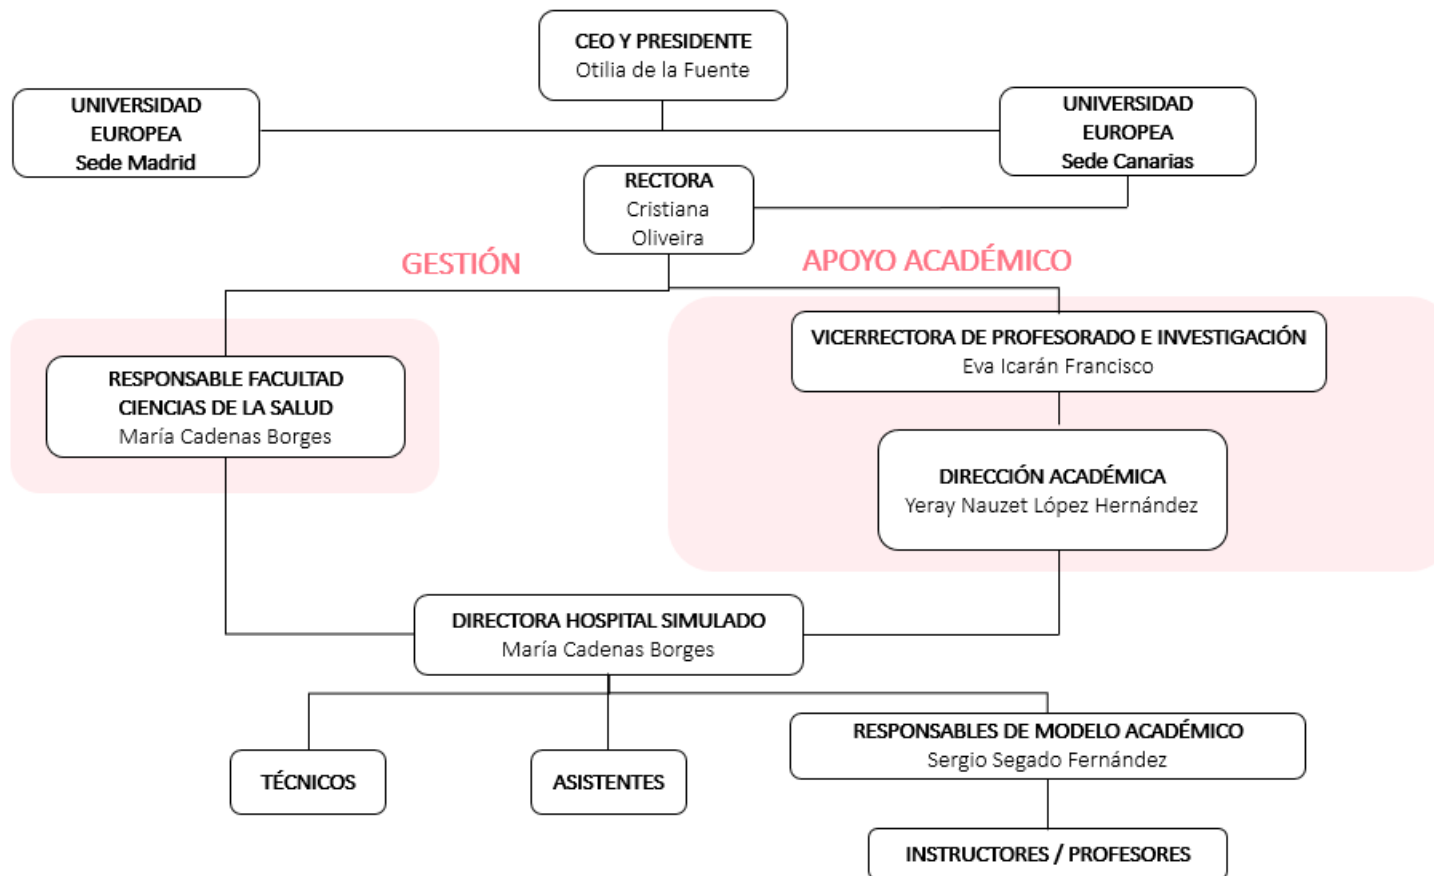 CEO Y PRESIDENTE
Otilia de la Fuente
UNIVERSIDAD
EUROPEA
Sede Madrid
UNIVERSIDAD
EUROPEA
Sede Canarias
RECTORA
Cristiana
Oliveira
GESTIÓN
APOYO ACADÉMICO
RESPONSABLE FACULTAD
CIENCIAS DE LA SALUD
María Cadenas Borges
VICERRECTORA DE PROFESORADO E INVESTIGACIÓN
Eva Icarán Francisco
DIRECCIÓN ACADÉMICA
Yeray Nauzet López Hernández
DIRECTORA HOSPITAL SIMULADO
María Cadenas Borges
TÉCNICOS
ASISTENTES
RESPONSABLES DE MODELO ACADÉMICO
Sergio Segado Fernández
INSTRUCTORES / PROFESORES